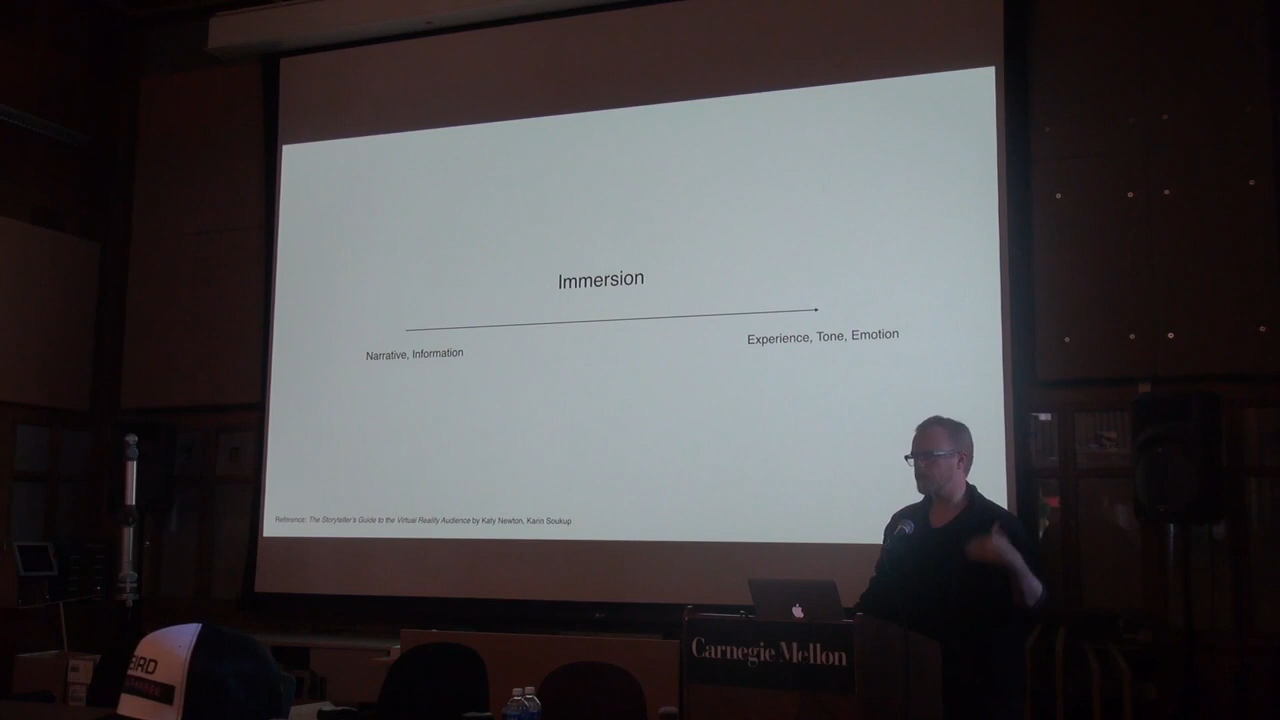 Immersion
Narrative, Information
Experience, Tone, Emotion
Reference: The Storyteller's Guide to the Virtual Reality Audience by Katy Newton, Karin Soukup
Carnegie Mellon
BIRD